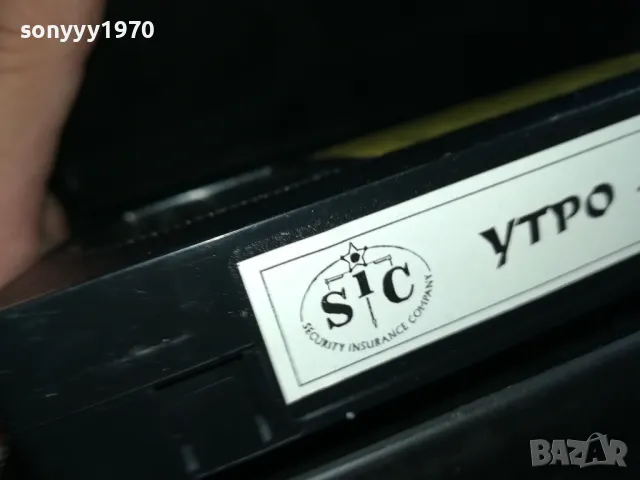 sonyyy1970
SiC
SECURITY INSURANCE COMPANY
УТРО -
BAZAR